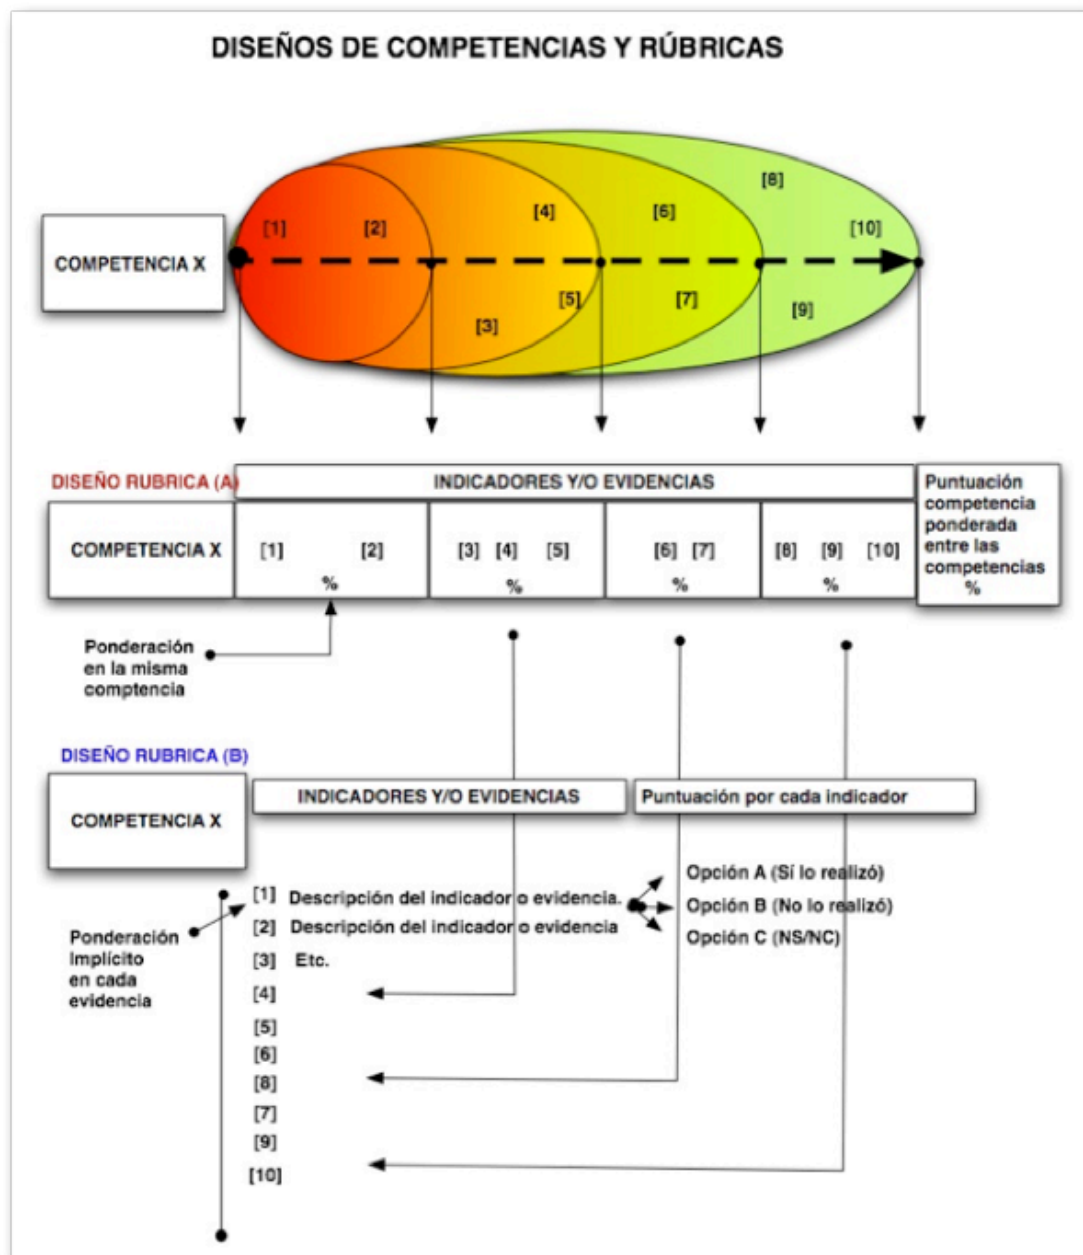 DISEÑOS DE COMPETENCIAS Y RÚBRICAS
[8]
[4] [6]
[1] [2] [10]
COMPETENCIA X
[5] [7]
[3] [9]
DISEÑO RUBRICA (A)
INDICADORES Y/O EVIDENCIAS
Puntuación
competencia
ponderada
entre las
competencias
%
COMPETENCIA X
[1] [2] [3] [4] [5] [6] [7] [8] [9] [10]
% % % %
Ponderación
en la misma
comptencia
DISEÑO RUBRICA (B)
COMPETENCIA X
INDICADORES Y/O EVIDENCIAS
Puntuación por cada indicador
[1] Descripción del indicador o evidencia.
[2] Descripción del indicador o evidencia
[3] Etc.
[4]
[5]
[6]
[8]
[7]
[9]
[10]
Opción A (Sí lo realizó)
Opción B (No lo realizó)
Opción C (NS/NC)
Ponderación
Implícito
en cada
evidencia